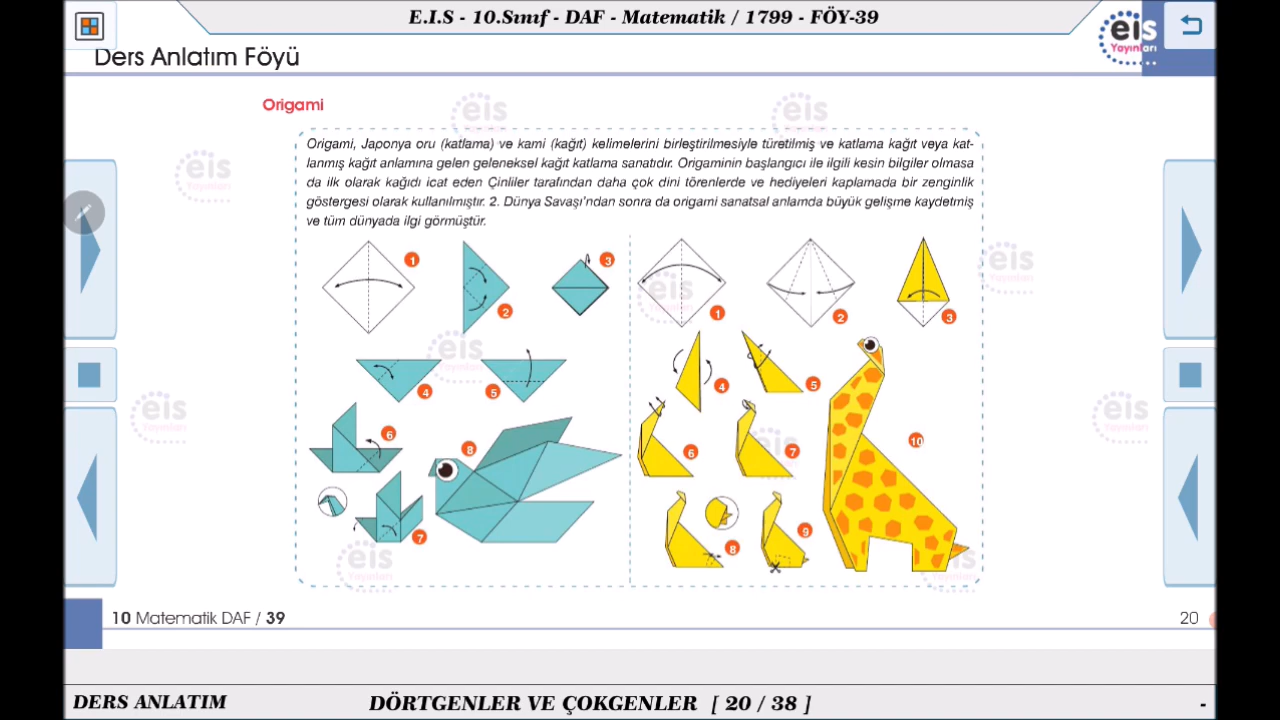 E.I.S - 10.Sınıf - DAF - Matematik / 1799 - FÖY-39
Ders Anlatım Föyü
eis
Yayınları
Origami
Origami, Japonya oru (katlama) ve kami (kağıt) kelimelerini birleştirilmesiyle türetilmiş ve katlama kağıt veya kat-
lanmış kağıt anlamına gelen geleneksel kağıt katlama sanatıdır. Origaminin başlangıcı ile ilgili kesin bilgiler olmasa
da ilk olarak kağıdı icat eden Çinliler tarafından daha çok dini törenlerde ve hediyeleri kaplamada bir zenginlik
göstergesi olarak kullanılmıştır. 2. Dünya Savaşı'ndan sonra da origami sanatsal anlamda büyük gelişme kaydetmiş
ve tüm dünyada ilgi görmüştür.
1
2
3
4
5
6
7
8
1
2
3
4
5
6
7
8
9
10
10 Matematik DAF / 39
20
DERS ANLATIM
DÖRTGENLER VE ÇOKGENLER [ 20 / 38 ]
-